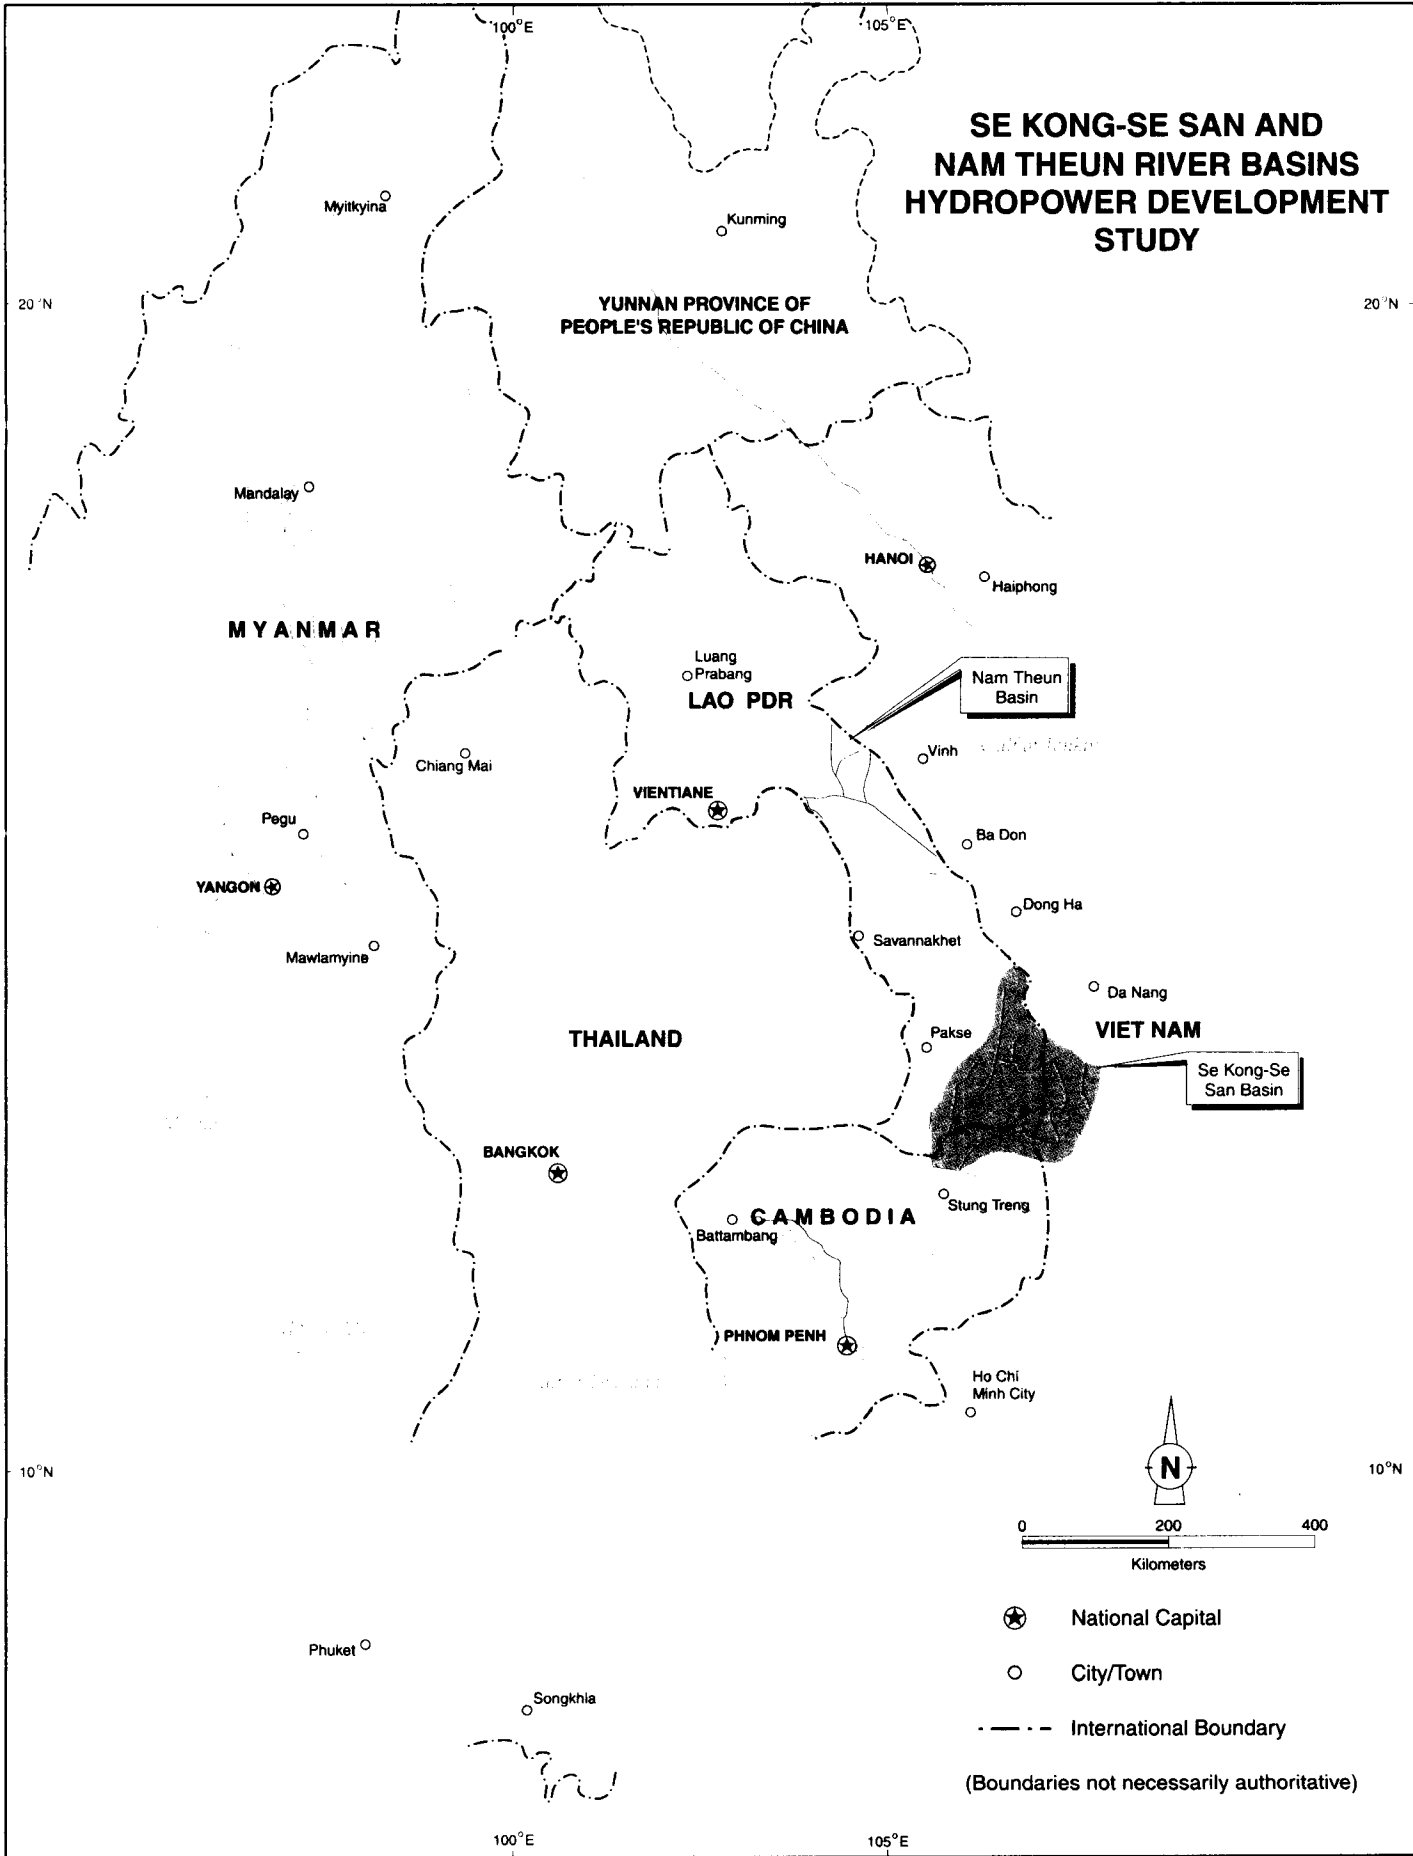 100°E
105°E
SE KONG-SE SAN AND
NAM THEUN RIVER BASINS
HYDROPOWER DEVELOPMENT
STUDY
Myitkyina
Kunming
20°N
20°N
YUNNAN PROVINCE OF
PEOPLE'S REPUBLIC OF CHINA
Mandalay
HANOI
Haiphong
MYANMAR
Luang
Prabang
LAO PDR
Nam Theun
Basin
Vinh
Chiang Mai
VIENTIANE
Pegu
Ba Don
YANGON
Dong Ha
Savannakhet
Mawlamyine
Da Nang
VIET NAM
Pakse
THAILAND
Se Kong-Se
San Basin
BANGKOK
Stung Treng
CAMBODIA
Battambang
PHNOM PENH
Ho Chi
Minh City
N
10°N
10°N
0 200 400
Kilometers
National Capital
City/Town
International Boundary
(Boundaries not necessarily authoritative)
Phuket
Songkhla
100°E
105°E